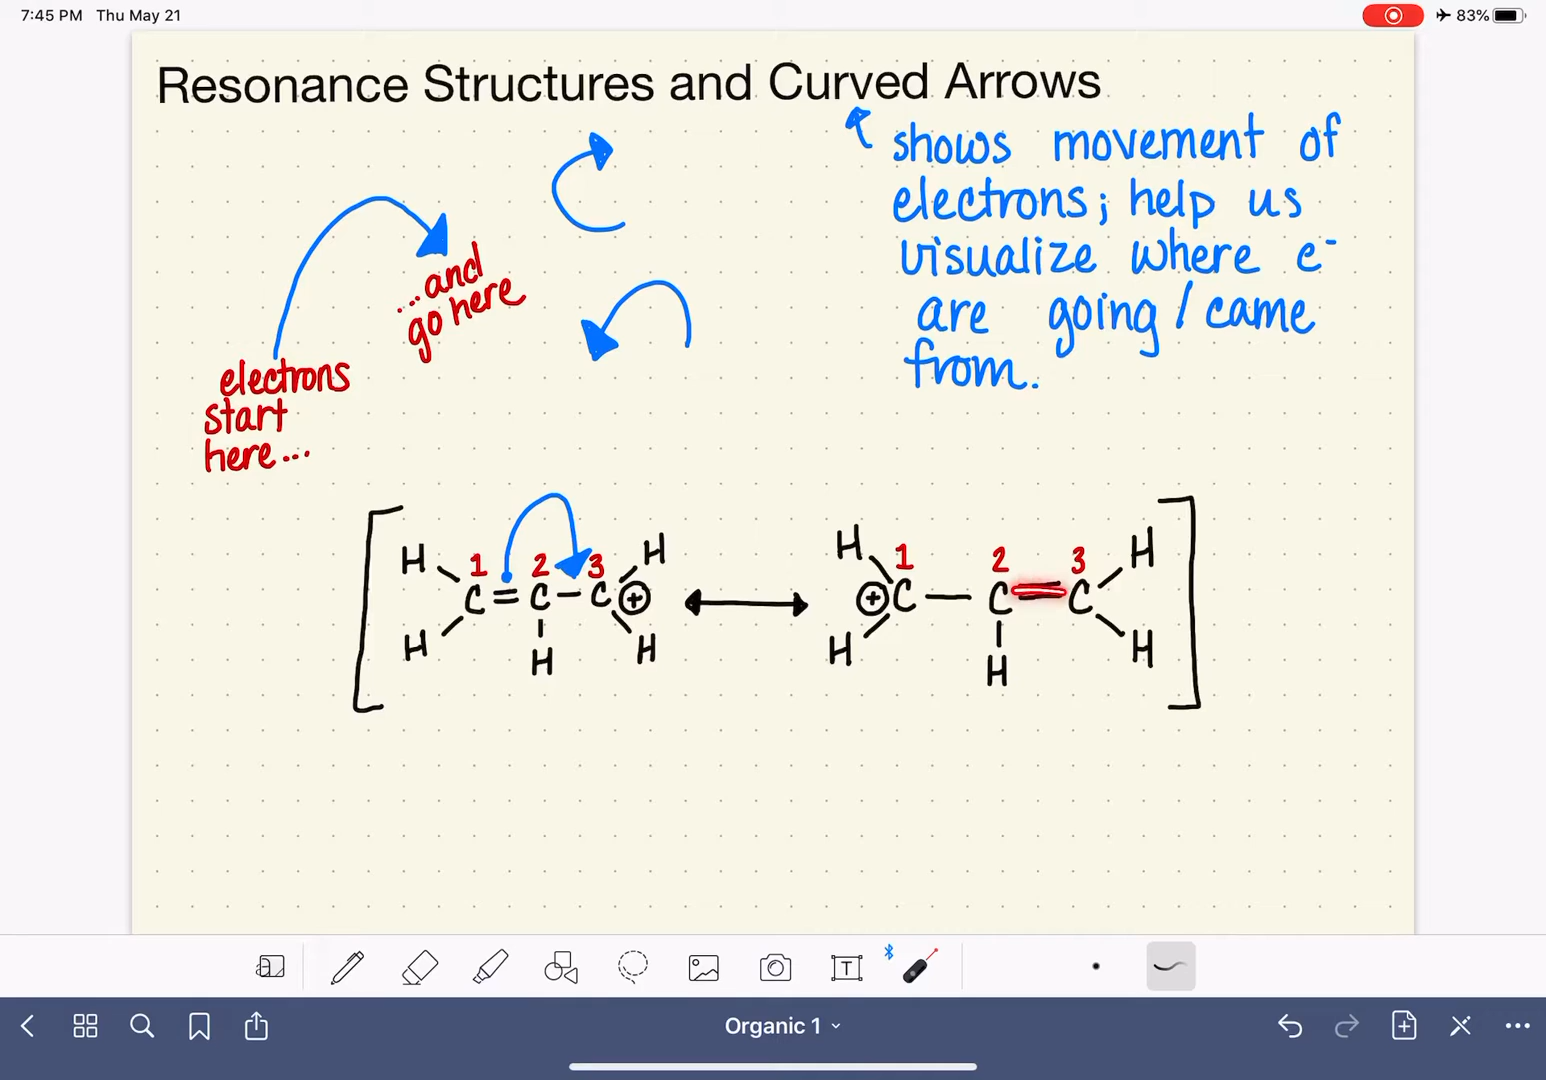 7:45 PM Thu May 21
83%
Resonance Structures and Curved Arrows
shows movement of
electrons; help us
visualize where e-
are going / came
from.
...and
go here
electrons
start
here...
H 1 2 3 H
C = C - C +
H H H
H 1 2 3 H
+ C — C = C
H H H
T
Organic 1